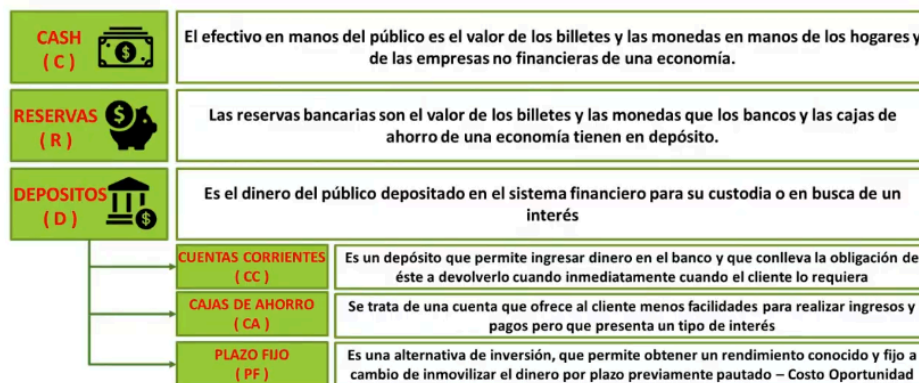 CASH
( C )
El efectivo en manos del público es el valor de los billetes y las monedas en manos de los hogares y
de las empresas no financieras de una economía.
RESERVAS
( R )
Las reservas bancarias son el valor de los billetes y las monedas que los bancos y las cajas de
ahorro de una economía tienen en depósito.
DEPOSITOS
( D )
Es el dinero del público depositado en el sistema financiero para su custodia o en busca de un
interés
CUENTAS CORRIENTES
( CC )
Es un depósito que permite ingresar dinero en el banco y que conlleva la obligación de
éste a devolverlo cuando inmediatamente cuando el cliente lo requiera
CAJAS DE AHORRO
( CA )
Se trata de una cuenta que ofrece al cliente menos facilidades para realizar ingresos y
pagos pero que presenta un tipo de interés
PLAZO FIJO
( PF )
Es una alternativa de inversión, que permite obtener un rendimiento conocido y fijo a
cambio de inmovilizar el dinero por plazo previamente pautado – Costo Oportunidad